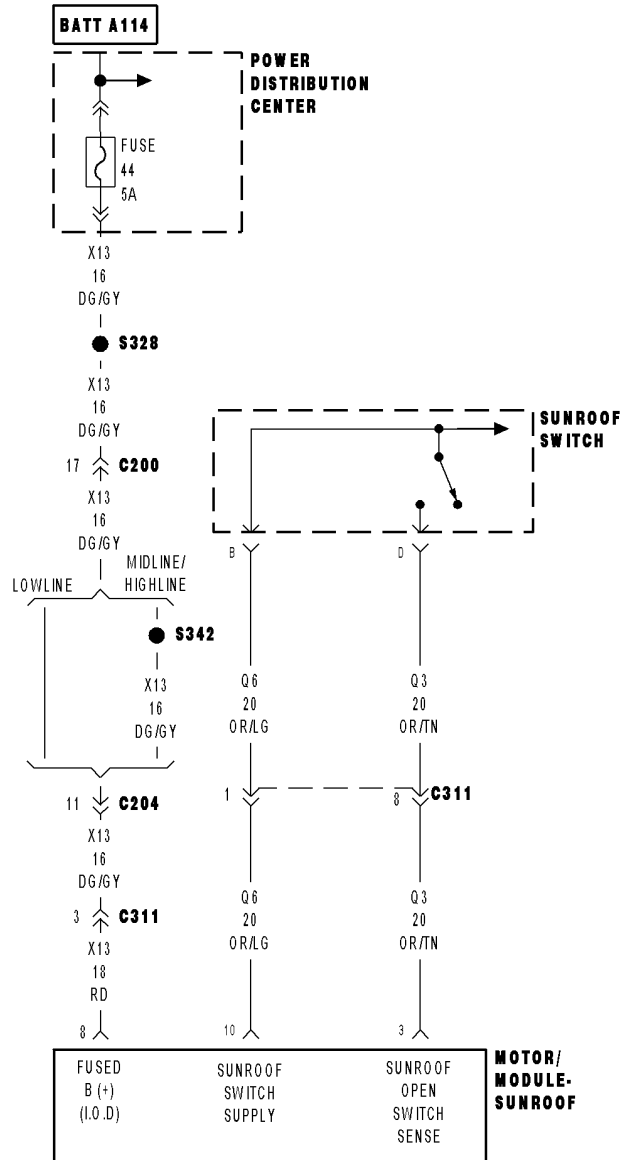 BATT A114
POWER
DISTRIBUTION
CENTER
FUSE
44
5A
X13
16
DG/GY
S328
X13
16
DG/GY
17
C200
X13
16
DG/GY
SUNROOF
SWITCH
B
D
LOWLINE
MIDLINE/
HIGHLINE
S342
X13
16
DG/GY
Q6
20
OR/LG
Q3
20
OR/TN
11
C204
1
8
C311
X13
16
DG/GY
3
C311
X13
18
RD
Q6
20
OR/LG
Q3
20
OR/TN
8
10
3
FUSED
B (+)
(I.O.D)
SUNROOF
SWITCH
SUPPLY
SUNROOF
OPEN
SWITCH
SENSE
MOTOR/
MODULE-
SUNROOF